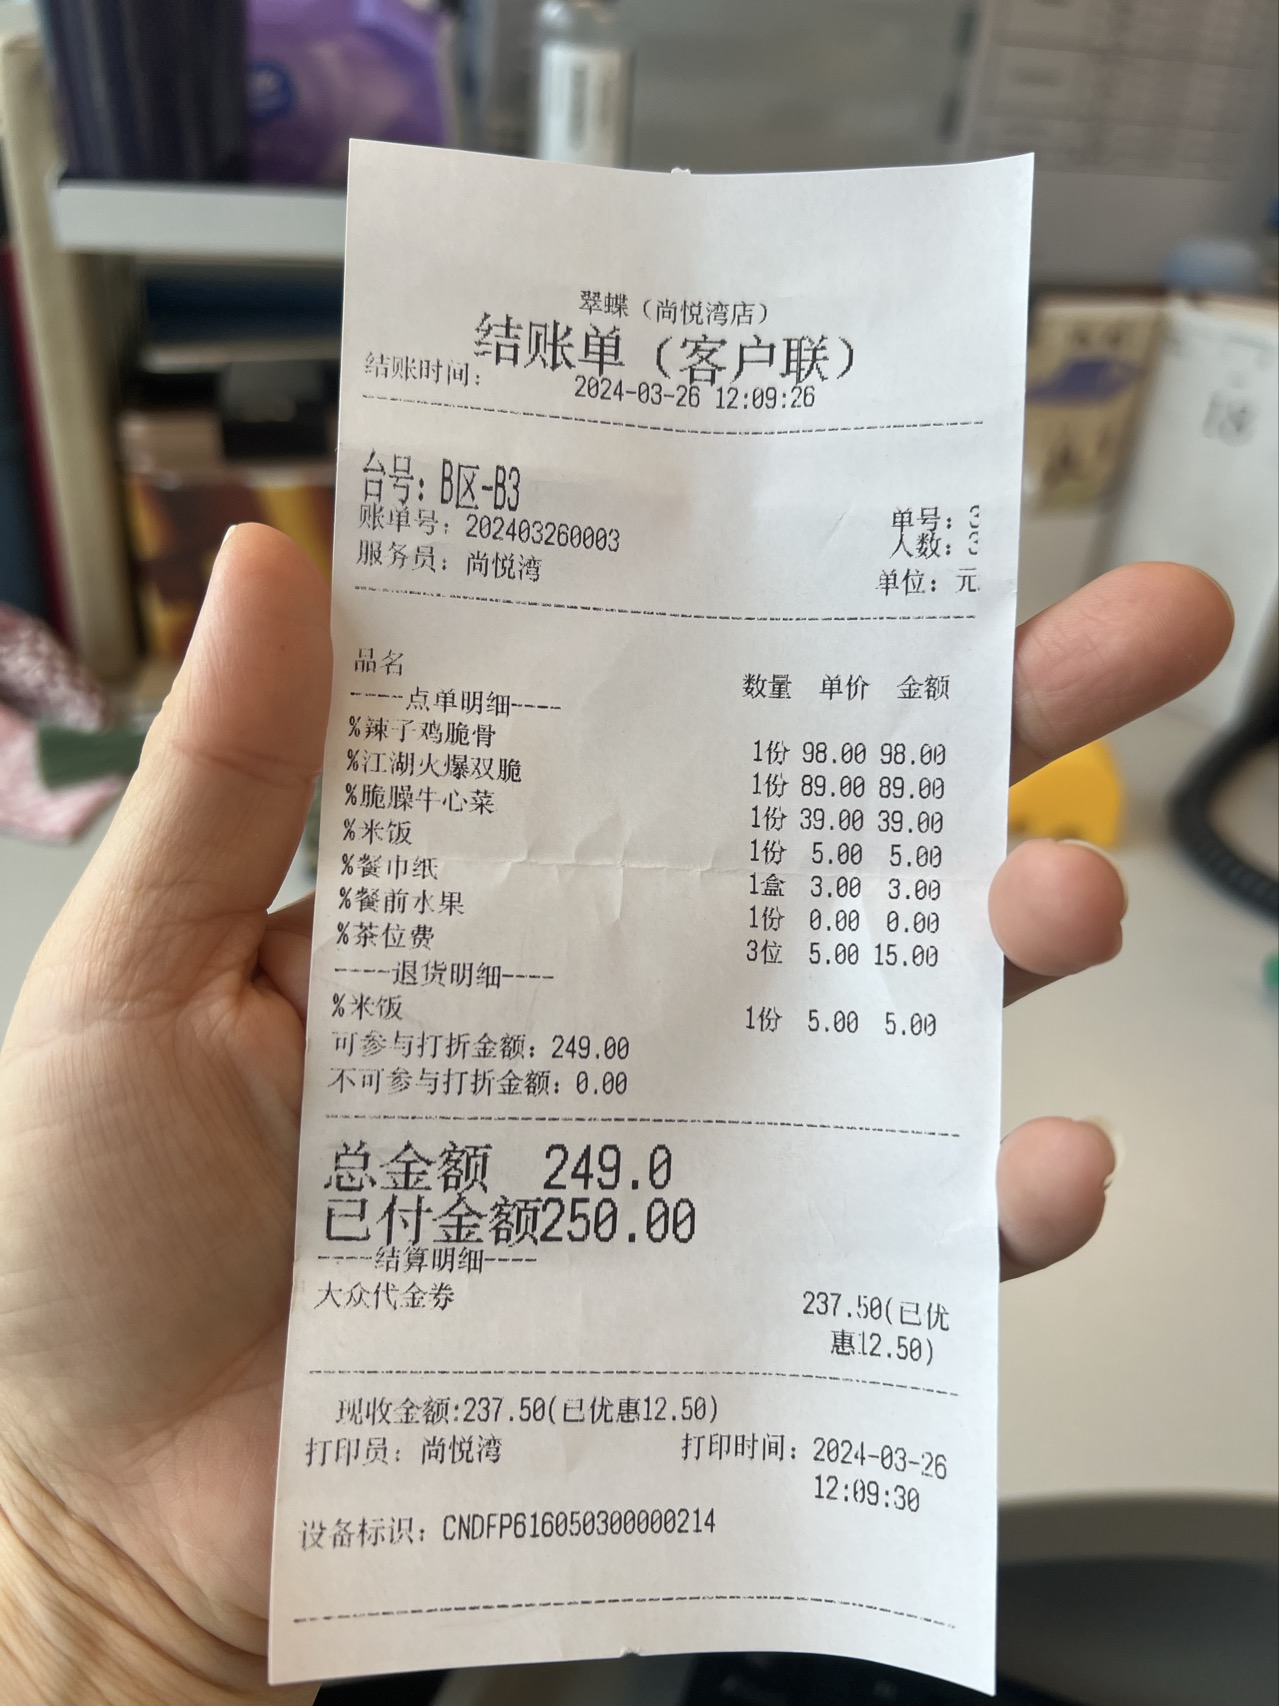 翠蝶（尚悦湾店）
结账单（客户联）
结账时间： 2024-03-26 12:09:26
台号：B区-B3
账单号：202403260003 单号：3
服务员：尚悦湾 人数：3
单位：元
品名 数量 单价 金额
----点单明细----
%辣子鸡脆骨 1份 98.00 98.00
%江湖火爆双脆 1份 89.00 89.00
%脆臊牛心菜 1份 39.00 39.00
%米饭 1份 5.00 5.00
%餐巾纸 1盒 3.00 3.00
%餐前水果 1份 0.00 0.00
%茶位费 3位 5.00 15.00
----退货明细----
%米饭 1份 5.00 5.00
可参与打折金额：249.00
不可参与打折金额：0.00
总金额 249.0
已付金额250.00
----结算明细----
大众代金券 237.50(已优
惠12.50)
现收金额:237.50(已优惠12.50)
打印员：尚悦湾 打印时间：2024-03-26
12:09:30
设备标识：CNDFP616050300000214